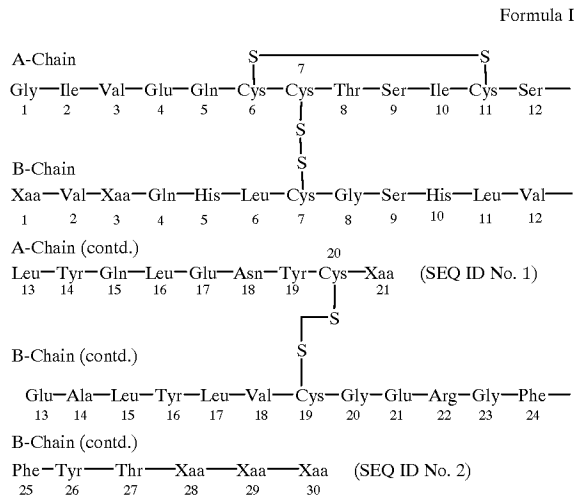 Formula I
A-Chain
S S
7
Gly—Ile—Val—Glu—Gln—Cys—Cys—Thr—Ser—Ile—Cys—Ser—
1 2 3 4 5 6 8 9 10 11 12
S
S
B-Chain
Xaa—Val—Xaa—Gln—His—Leu—Cys—Gly—Ser—His—Leu—Val—
1 2 3 4 5 6 7 8 9 10 11 12
A-Chain (contd.)
20
Leu—Tyr—Gln—Leu—Glu—Asn—Tyr—Cys—Xaa (SEQ ID No. 1)
13 14 15 16 17 18 19 21
S
S
B-Chain (contd.)
Glu—Ala—Leu—Tyr—Leu—Val—Cys—Gly—Glu—Arg—Gly—Phe—
13 14 15 16 17 18 19 20 21 22 23 24
B-Chain (contd.)
Phe—Tyr—Thr—Xaa—Xaa—Xaa (SEQ ID No. 2)
25 26 27 28 29 30